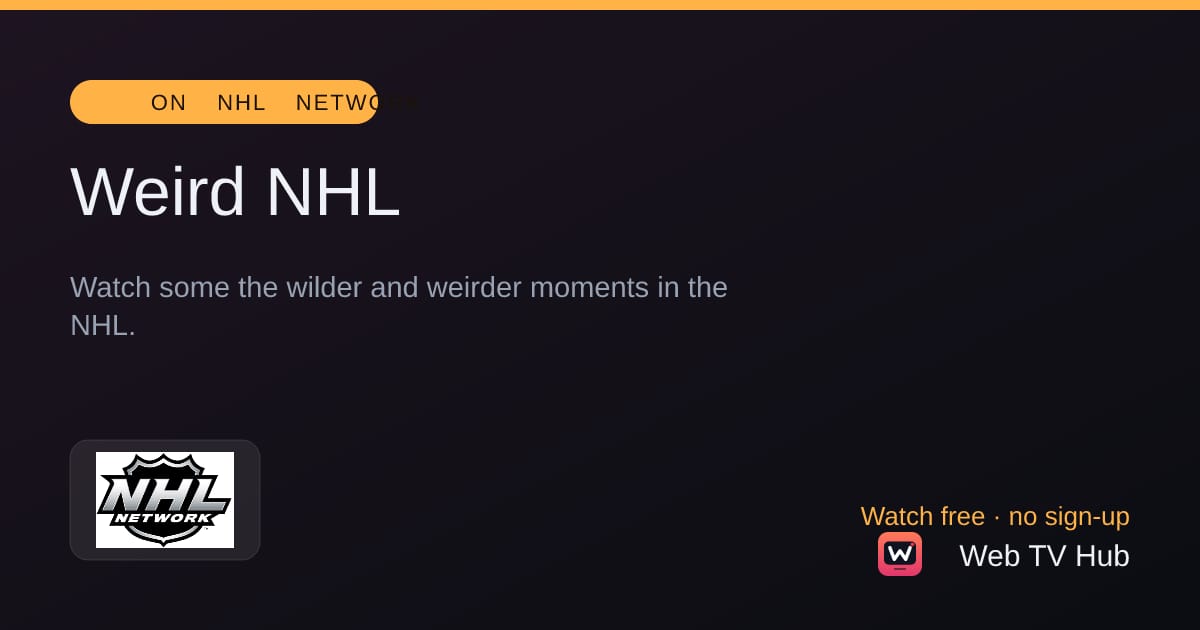 ON NHL NETWORK
Weird NHL
Watch some the wilder and weirder moments in the
NHL.
NHL
NETWORK
Watch free · no sign-up
W
Web TV Hub